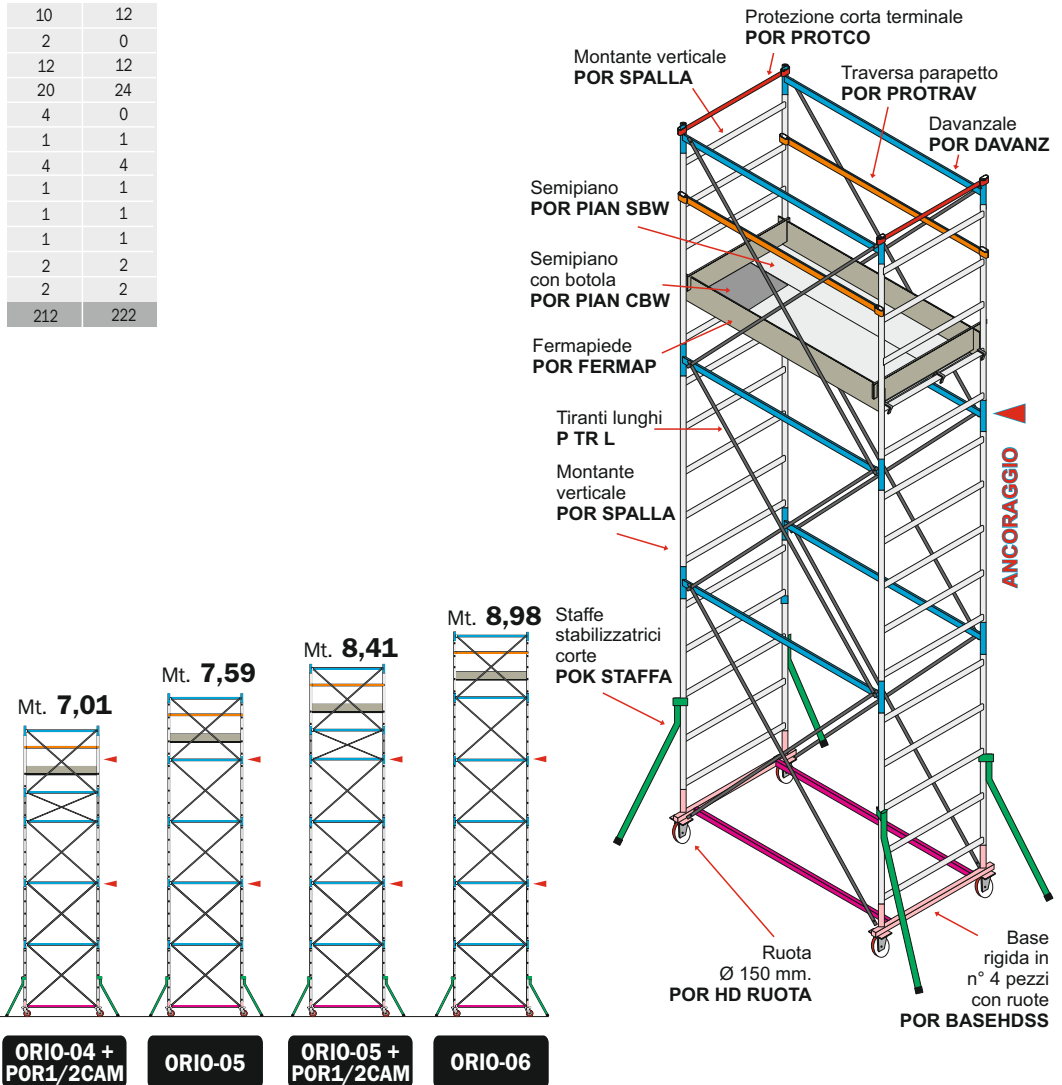 10 12
2 0
12 12
20 24
4 0
1 1
4 4
1 1
1 1
1 1
2 2
2 2
212 222
Protezione corta terminale
POR PROTCO
Montante verticale
POR SPALLA
Traversa parapetto
POR PROTRAV
Davanzale
POR DAVANZ
Semipiano
POR PIAN SBW
Semipiano
con botola
POR PIAN CBW
Fermapiede
POR FERMAP
Tiranti lunghi
P TR L
Montante
verticale
POR SPALLA
ANCORAGGIO
Staffe
stabilizzatrici
corte
POK STAFFA
Ruota
Ø 150 mm.
POR HD RUOTA
Base
rigida in
n° 4 pezzi
con ruote
POR BASEHDSS
Mt. 7,01
Mt. 7,59
Mt. 8,41
Mt. 8,98
ORIO-04 +
POR1/2CAM
ORIO-05
ORIO-05 +
POR1/2CAM
ORIO-06